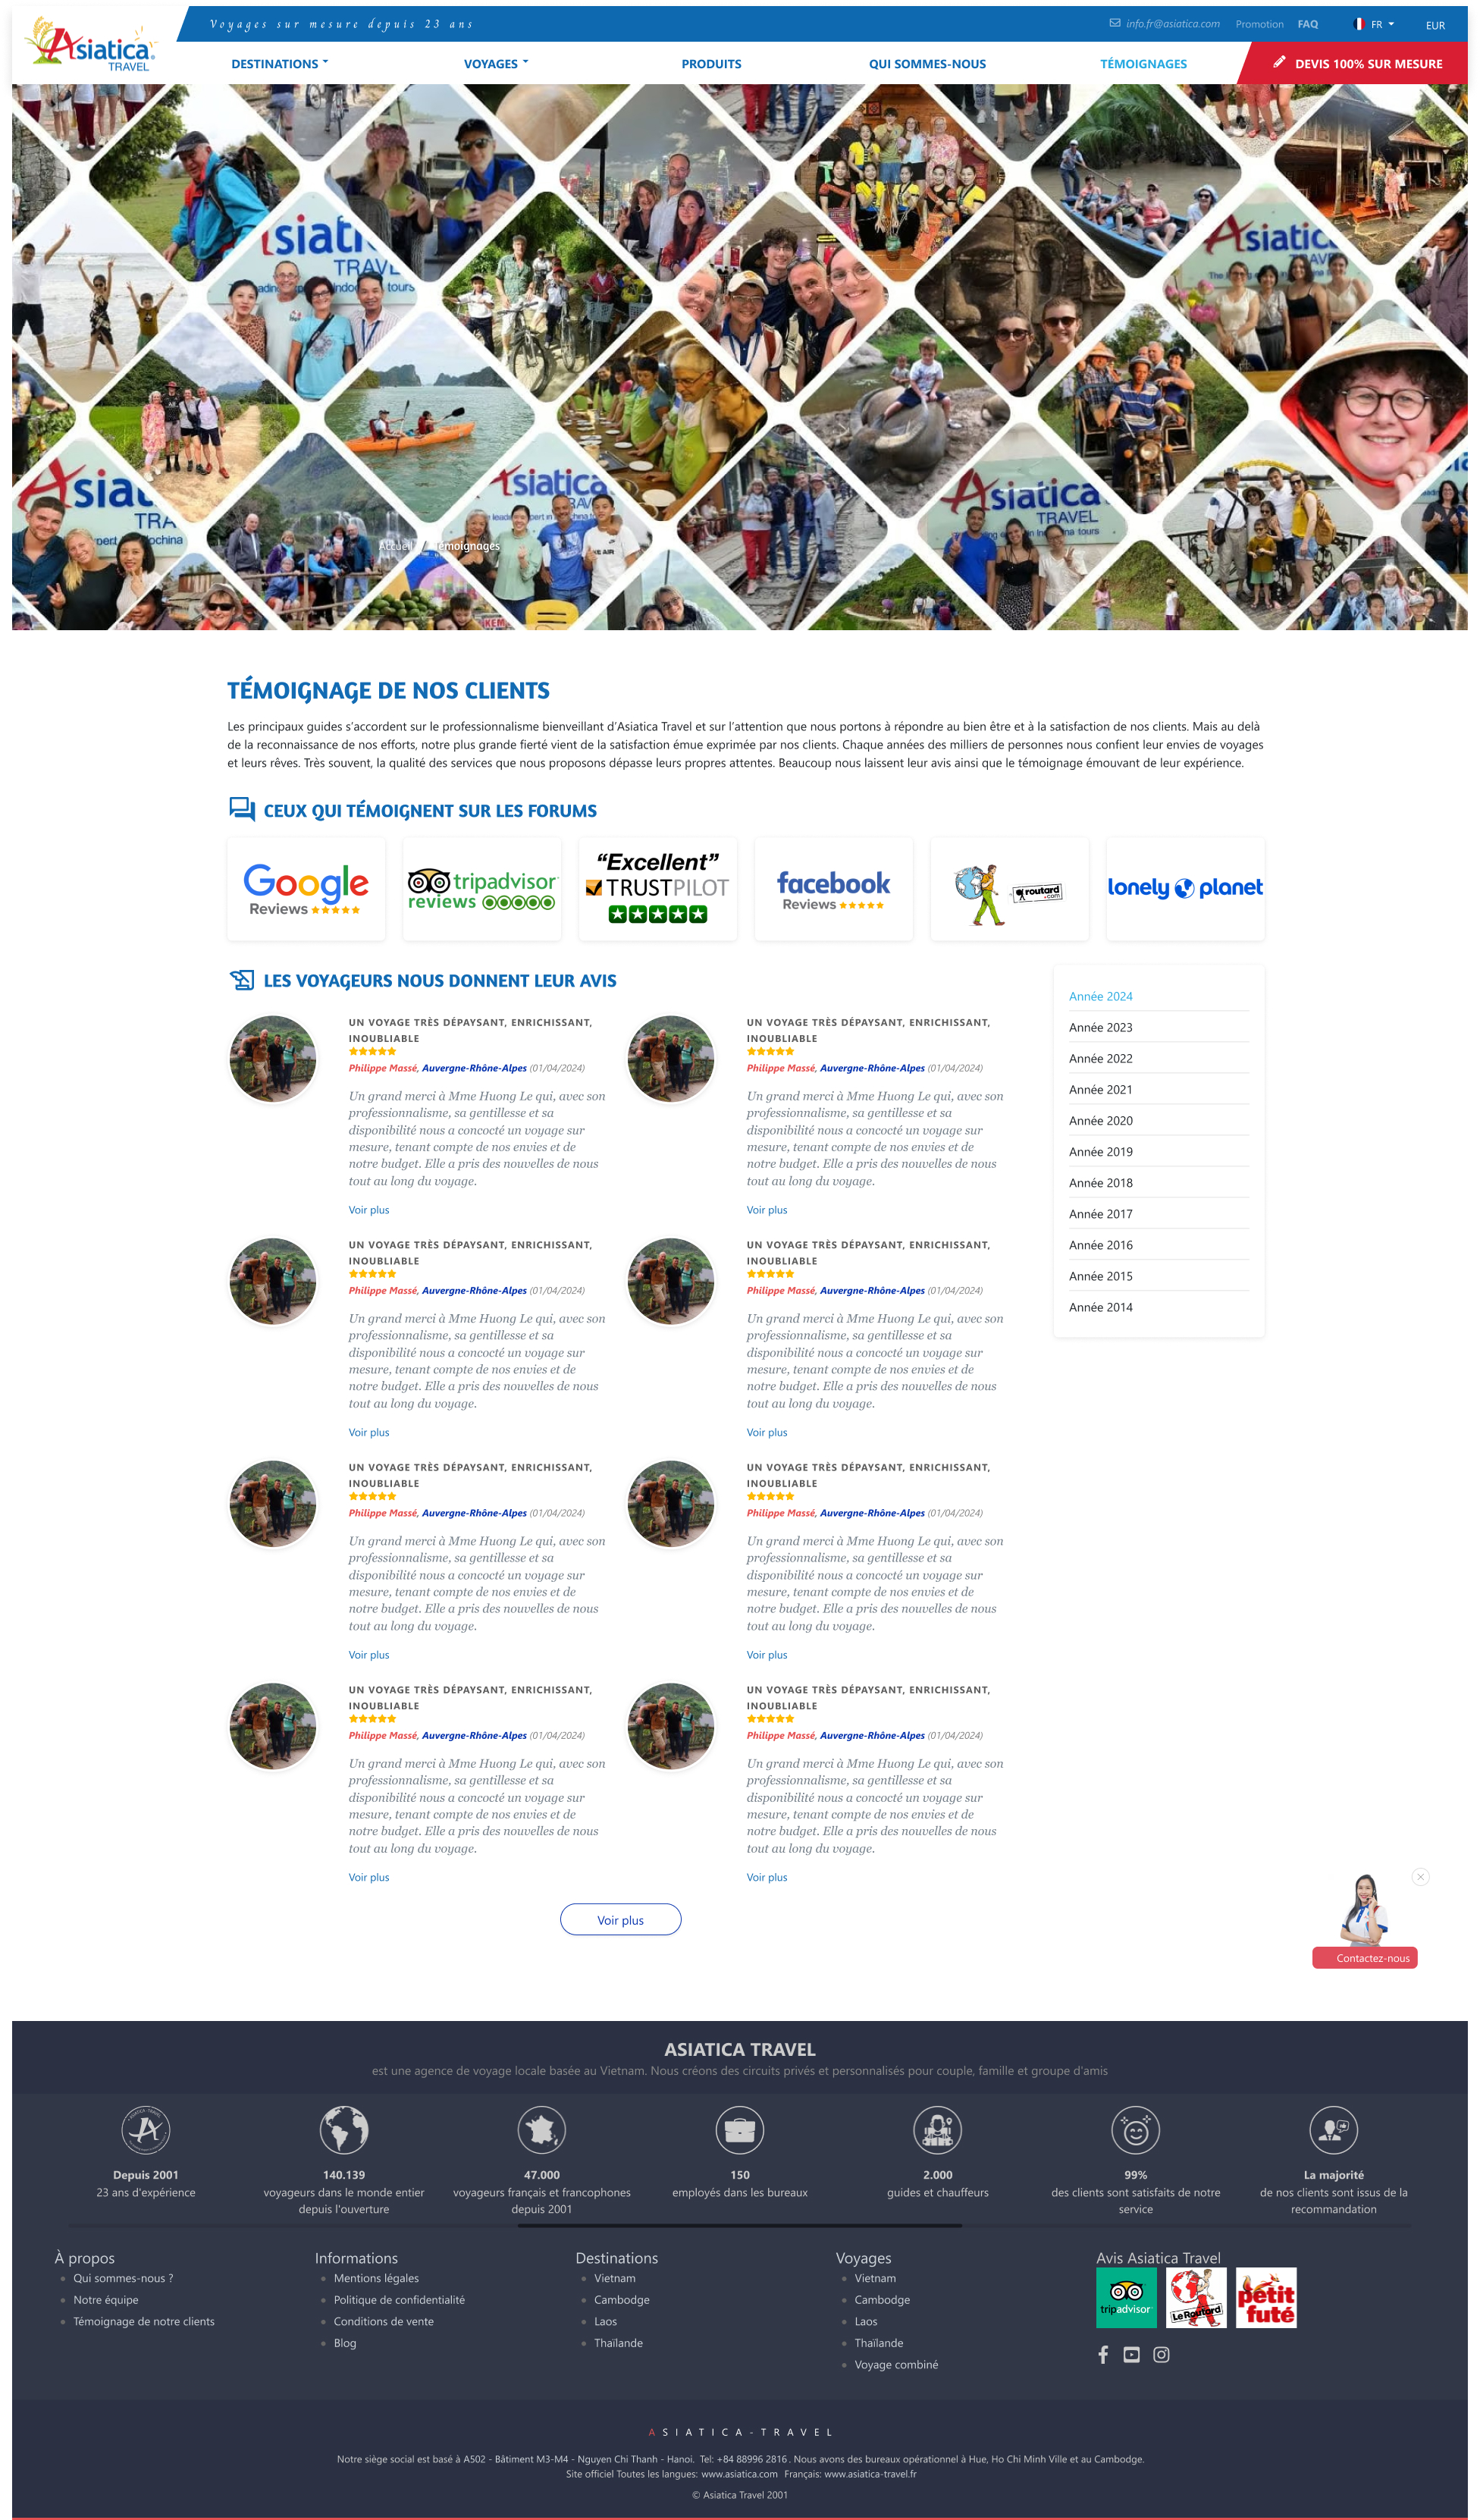 Asiatica
TRAVEL
Voyages sur mesure depuis 23 ans
info.fr@asiatica.com
Promotion
FAQ
FR
EUR
DESTINATIONS
VOYAGES
PRODUITS
QUI SOMMES-NOUS
TÉMOIGNAGES
DEVIS 100% SUR MESURE
Accueil / Témoignages
TÉMOIGNAGE DE NOS CLIENTS
Les principaux guides s’accordent sur le professionnalisme bienveillant d’Asiatica Travel et sur l’attention que nous portons à répondre au bien être et à la satisfaction de nos clients. Mais au delà
de la reconnaissance de nos efforts, notre plus grande fierté vient de la satisfaction émue exprimée par nos clients. Chaque années des milliers de personnes nous confient leur envies de voyages
et leurs rêves. Très souvent, la qualité des services que nous proposons dépasse leurs propres attentes. Beaucoup nous laissent leur avis ainsi que le témoignage émouvant de leur expérience.
CEUX QUI TÉMOIGNENT SUR LES FORUMS
Google
Reviews
tripadvisor
reviews
“Excellent”
TRUSTPILOT
facebook
Reviews
routard
.com
lonely planet
LES VOYAGEURS NOUS DONNENT LEUR AVIS
UN VOYAGE TRÈS DÉPAYSANT, ENRICHISSANT,
INOUBLIABLE
Philippe Massé, Auvergne-Rhône-Alpes (01/04/2024)
Un grand merci à Mme Huong Le qui, avec son
professionnalisme, sa gentillesse et sa
disponibilité nous a concocté un voyage sur
mesure, tenant compte de nos envies et de
notre budget. Elle a pris des nouvelles de nous
tout au long du voyage.
Voir plus
UN VOYAGE TRÈS DÉPAYSANT, ENRICHISSANT,
INOUBLIABLE
Philippe Massé, Auvergne-Rhône-Alpes (01/04/2024)
Un grand merci à Mme Huong Le qui, avec son
professionnalisme, sa gentillesse et sa
disponibilité nous a concocté un voyage sur
mesure, tenant compte de nos envies et de
notre budget. Elle a pris des nouvelles de nous
tout au long du voyage.
Voir plus
UN VOYAGE TRÈS DÉPAYSANT, ENRICHISSANT,
INOUBLIABLE
Philippe Massé, Auvergne-Rhône-Alpes (01/04/2024)
Un grand merci à Mme Huong Le qui, avec son
professionnalisme, sa gentillesse et sa
disponibilité nous a concocté un voyage sur
mesure, tenant compte de nos envies et de
notre budget. Elle a pris des nouvelles de nous
tout au long du voyage.
Voir plus
UN VOYAGE TRÈS DÉPAYSANT, ENRICHISSANT,
INOUBLIABLE
Philippe Massé, Auvergne-Rhône-Alpes (01/04/2024)
Un grand merci à Mme Huong Le qui, avec son
professionnalisme, sa gentillesse et sa
disponibilité nous a concocté un voyage sur
mesure, tenant compte de nos envies et de
notre budget. Elle a pris des nouvelles de nous
tout au long du voyage.
Voir plus
UN VOYAGE TRÈS DÉPAYSANT, ENRICHISSANT,
INOUBLIABLE
Philippe Massé, Auvergne-Rhône-Alpes (01/04/2024)
Un grand merci à Mme Huong Le qui, avec son
professionnalisme, sa gentillesse et sa
disponibilité nous a concocté un voyage sur
mesure, tenant compte de nos envies et de
notre budget. Elle a pris des nouvelles de nous
tout au long du voyage.
Voir plus
UN VOYAGE TRÈS DÉPAYSANT, ENRICHISSANT,
INOUBLIABLE
Philippe Massé, Auvergne-Rhône-Alpes (01/04/2024)
Un grand merci à Mme Huong Le qui, avec son
professionnalisme, sa gentillesse et sa
disponibilité nous a concocté un voyage sur
mesure, tenant compte de nos envies et de
notre budget. Elle a pris des nouvelles de nous
tout au long du voyage.
Voir plus
UN VOYAGE TRÈS DÉPAYSANT, ENRICHISSANT,
INOUBLIABLE
Philippe Massé, Auvergne-Rhône-Alpes (01/04/2024)
Un grand merci à Mme Huong Le qui, avec son
professionnalisme, sa gentillesse et sa
disponibilité nous a concocté un voyage sur
mesure, tenant compte de nos envies et de
notre budget. Elle a pris des nouvelles de nous
tout au long du voyage.
Voir plus
UN VOYAGE TRÈS DÉPAYSANT, ENRICHISSANT,
INOUBLIABLE
Philippe Massé, Auvergne-Rhône-Alpes (01/04/2024)
Un grand merci à Mme Huong Le qui, avec son
professionnalisme, sa gentillesse et sa
disponibilité nous a concocté un voyage sur
mesure, tenant compte de nos envies et de
notre budget. Elle a pris des nouvelles de nous
tout au long du voyage.
Voir plus
Voir plus
Année 2024
Année 2023
Année 2022
Année 2021
Année 2020
Année 2019
Année 2018
Année 2017
Année 2016
Année 2015
Année 2014
Contactez-nous
ASIATICA TRAVEL
est une agence de voyage locale basée au Vietnam. Nous créons des circuits privés et personnalisés pour couple, famille et groupe d'amis
Depuis 2001
23 ans d'expérience
140.139
voyageurs dans le monde entier
depuis l'ouverture
47.000
voyageurs français et francophones
depuis 2001
150
employés dans les bureaux
2.000
guides et chauffeurs
99%
des clients sont satisfaits de notre
service
La majorité
de nos clients sont issus de la
recommandation
À propos
Qui sommes-nous ?
Notre équipe
Témoignage de notre clients
Informations
Mentions légales
Politique de confidentialité
Conditions de vente
Blog
Destinations
Vietnam
Cambodge
Laos
Thaïlande
Voyages
Vietnam
Cambodge
Laos
Thaïlande
Voyage combiné
Avis Asiatica Travel
tripadvisor
Le Routard
petit
futé
ASIATICA-TRAVEL
Notre siège social est basé à A502 - Bâtiment M3-M4 - Nguyen Chi Thanh - Hanoi. Tel: +84 88996 2816 . Nous avons des bureaux opérationnel à Hue, Ho Chi Minh Ville et au Cambodge.
Site officiel Toutes les langues: www.asiatica.com Français: www.asiatica-travel.fr
© Asiatica Travel 2001